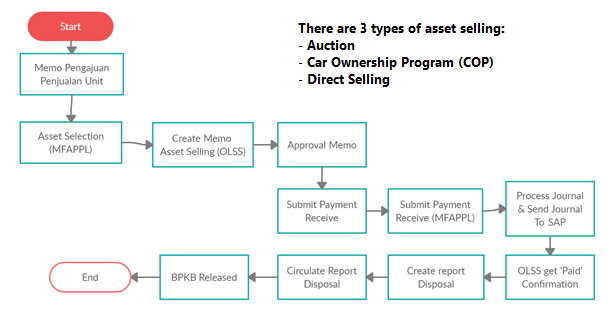 Start
There are 3 types of asset selling:
- Auction
- Car Ownership Program (COP)
- Direct Selling
Memo Pengajuan
Penjualan Unit
Asset Selection
(MFAPPL)
Create Memo
Asset Selling (OLSS)
Approval Memo
Submit Payment
Receive
Submit Payment
Receive (MFAPPL)
Process Journal
& Send Journal
To SAP
OLSS get 'Paid'
Confirmation
Create report
Disposal
Circulate Report
Disposal
BPKB Released
End